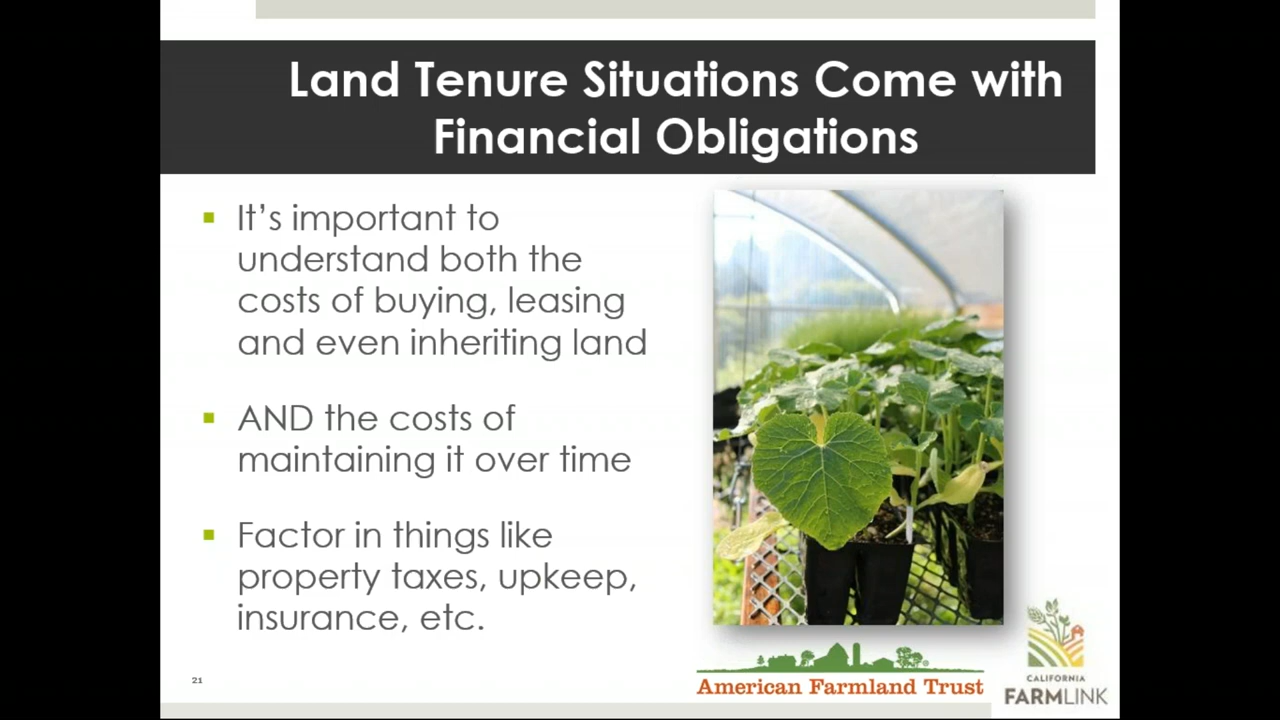 Land Tenure Situations Come with
Financial Obligations
It’s important to
understand both the
costs of buying, leasing
and even inheriting land
AND the costs of
maintaining it over time
Factor in things like
property taxes, upkeep,
insurance, etc.
21
American Farmland Trust
CALIFORNIA
FARMLINK